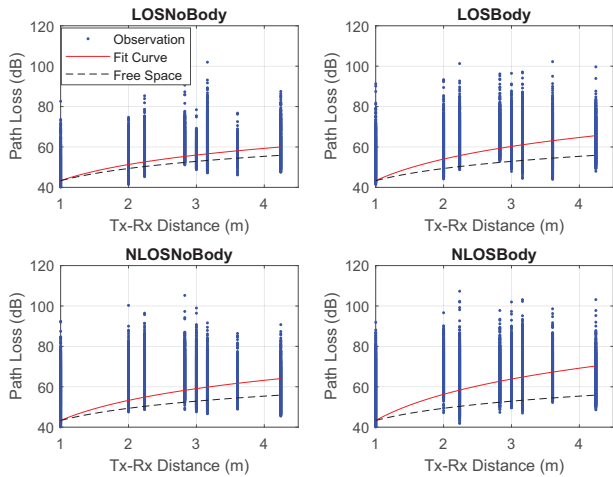 LOSNoBody
Path Loss (dB)
120
100
80
60
40
1
2
3
4
Tx-Rx Distance (m)
Observation
Fit Curve
Free Space
LOSBody
Path Loss (dB)
120
100
80
60
40
1
2
3
4
Tx-Rx Distance (m)
NLOSNoBody
Path Loss (dB)
120
100
80
60
40
1
2
3
4
Tx-Rx Distance (m)
NLOSBody
Path Loss (dB)
120
100
80
60
40
1
2
3
4
Tx-Rx Distance (m)